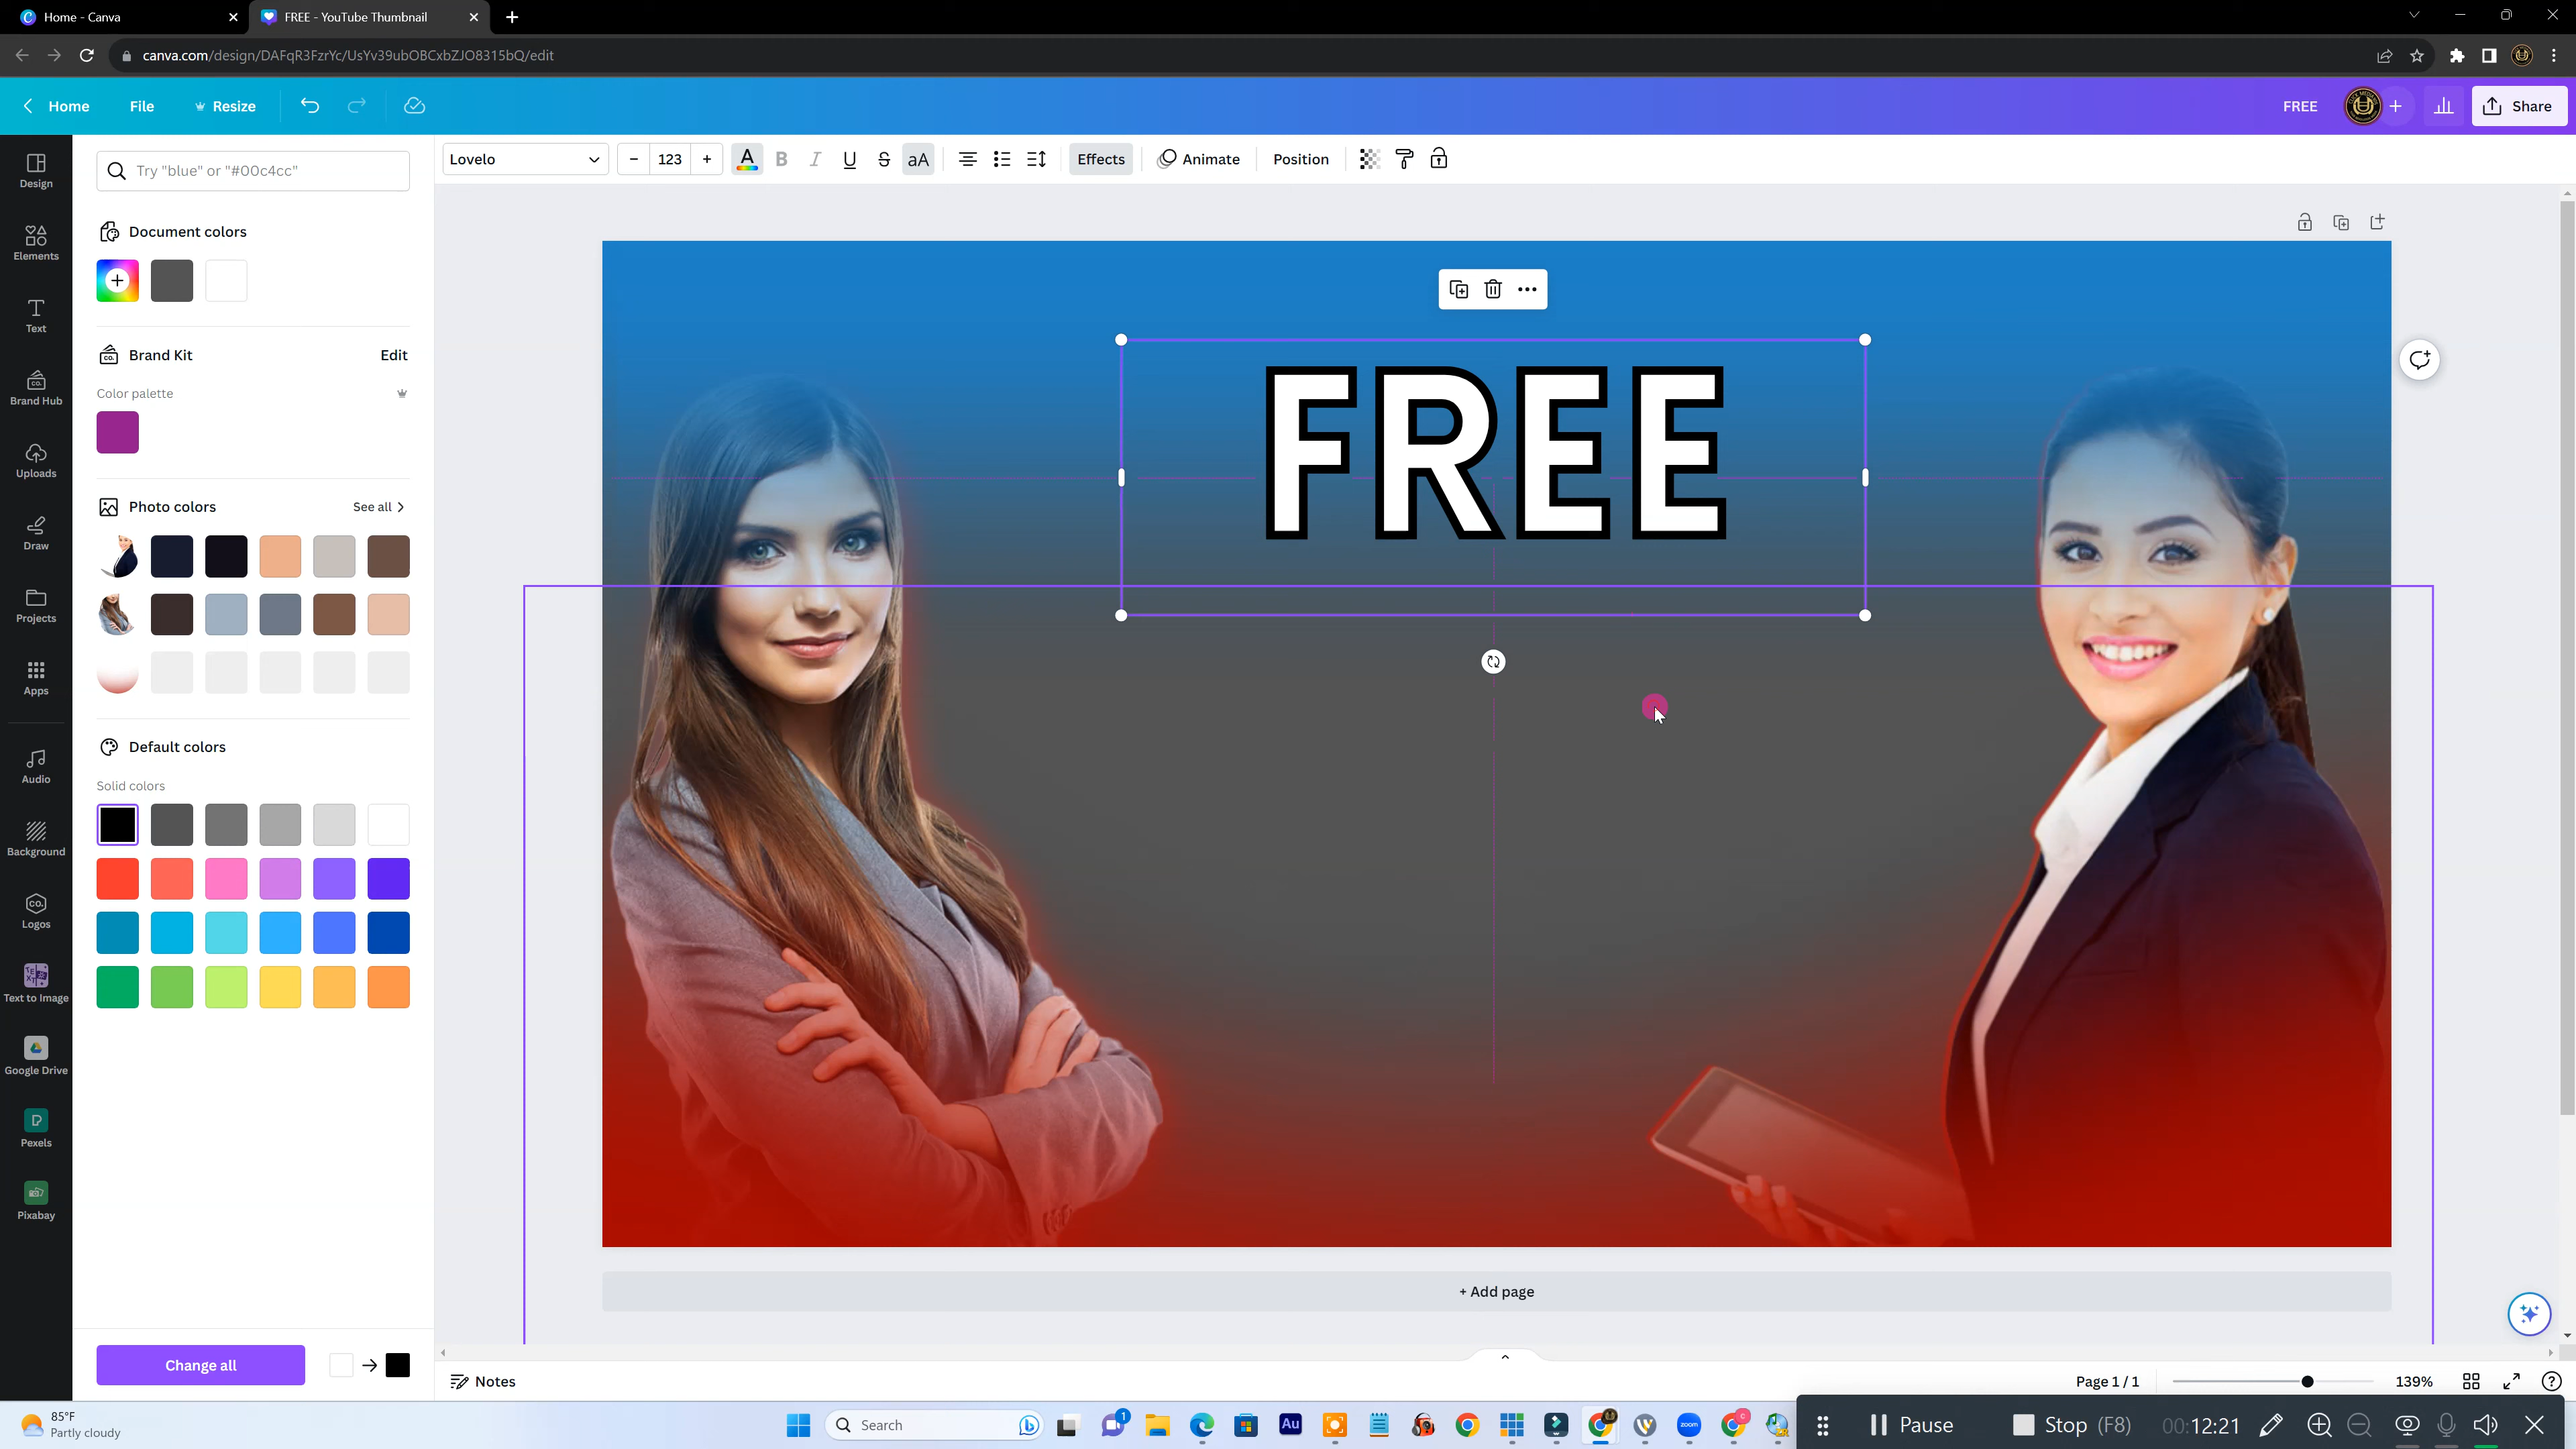 Home - Canva
FREE - YouTube Thumbnail
canva.com/design/DAFqR3FzrYc/UsYv39ubOBCxbZJO8315bQ/edit
Home
File
Resize
FREE
Share
Design
Elements
Text
Brand Hub
Uploads
Draw
Projects
Apps
Audio
Background
Logos
Text to Image
Google Drive
Pexels
Pixabay
Try "blue" or "#00c4cc"
Document colors
Brand Kit
Edit
Color palette
Photo colors
See all
Default colors
Solid colors
Change all
Lovelo
123
A
B
I
U
S
aA
Effects
Animate
Position
FREE
+ Add page
Notes
Page 1 / 1
139%
85°F
Partly cloudy
Search
1
Au
zoom
C
Pause
Stop (F8)
00:12:21